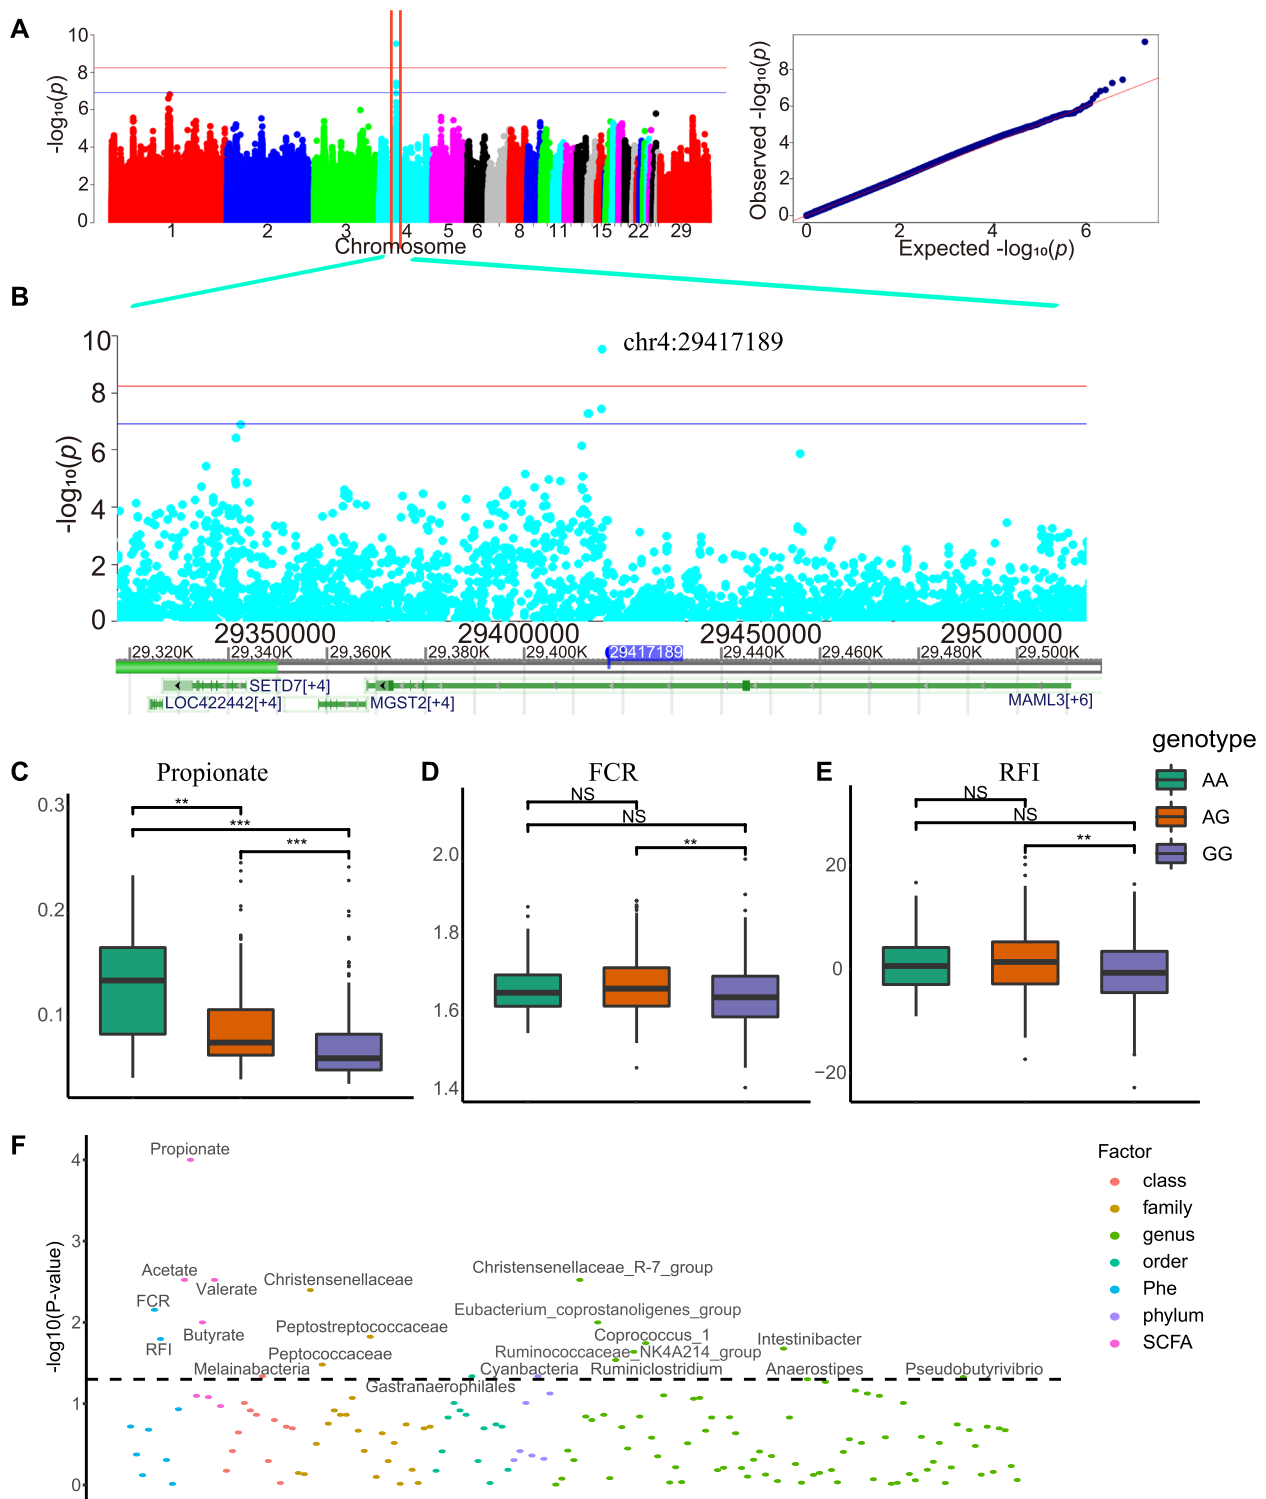 A
10
8
6
4
2
0
-log₁₀(p)
1
2
3
4
5
6
8
11
15
22
29
Chromosome
Observed -log₁₀(p)
8
6
4
2
0
0
2
4
6
Expected -log₁₀(p)
B
chr4:29417189
10
8
6
4
2
0
-log₁₀(p)
29350000
29400000
29450000
29500000
29,320K
29,340K
29,360K
29,380K
29,400K
29417189
29,440K
29,460K
29,480K
29,500K
SETD7[+4]
LOC422442[+4]
MGST2[+4]
MAML3[+6]
C
Propionate
0.3
0.2
0.1
**
***
***
D
FCR
2.0
1.8
1.6
1.4
NS
NS
**
E
RFI
20
0
−20
NS
NS
**
genotype
AA
AG
GG
F
-log10(P-value)
4
3
2
1
0
Propionate
Acetate
Valerate
FCR
RFI
Butyrate
Christensenellaceae
Peptostreptococcaceae
Peptococcaceae
Melainabacteria
Gastranaerophilales
Cyanbacteria
Christensenellaceae_R-7_group
Eubacterium_coprostanoligenes_group
Coprococcus_1
Ruminococcaceae_NK4A214_group
Ruminiclostridium
Intestinibacter
Anaerostipes
Pseudobutyrivibrio
Factor
class
family
genus
order
Phe
phylum
SCFA